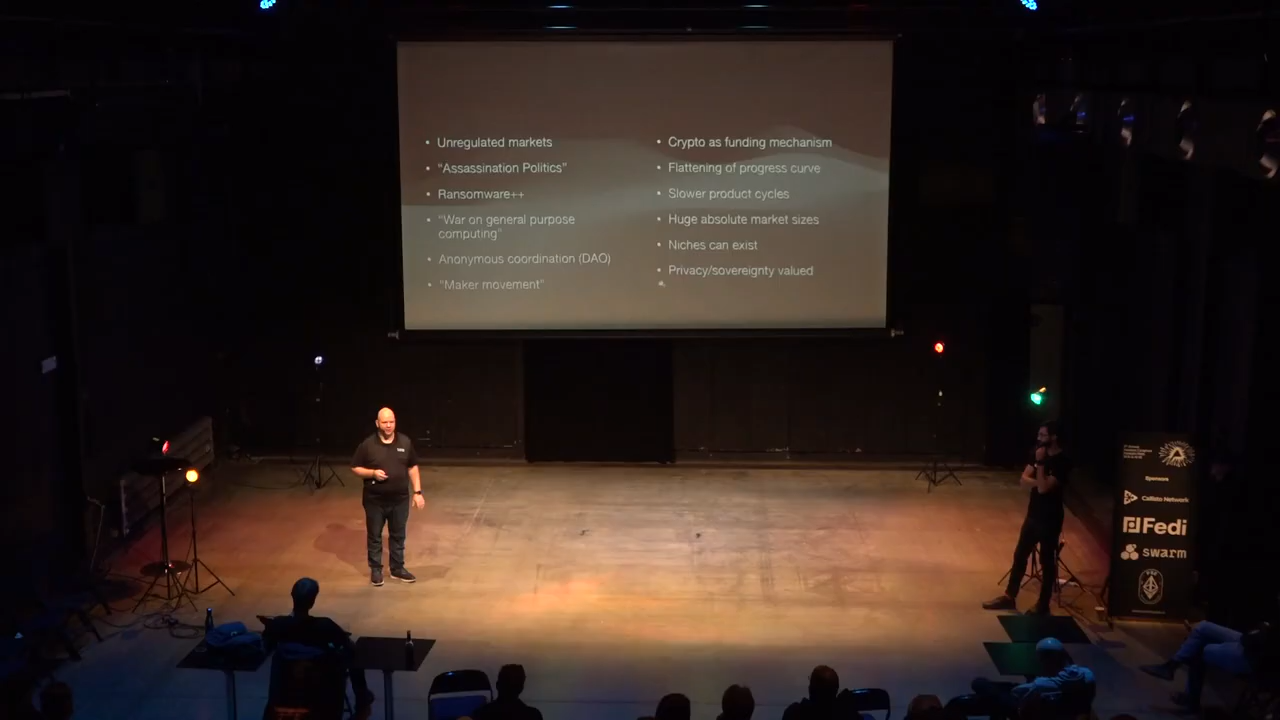 • Unregulated markets
• "Assassination Politics"
• Ransomware++
• "War on general purpose
computing"
• Anonymous coordination (DAO)
• "Maker movement"
• Crypto as funding mechanism
• Flattening of progress curve
• Slower product cycles
• Huge absolute market sizes
• Niches can exist
• Privacy/sovereignty valued
Sponsors
Callisto Network
Fedi
swarm